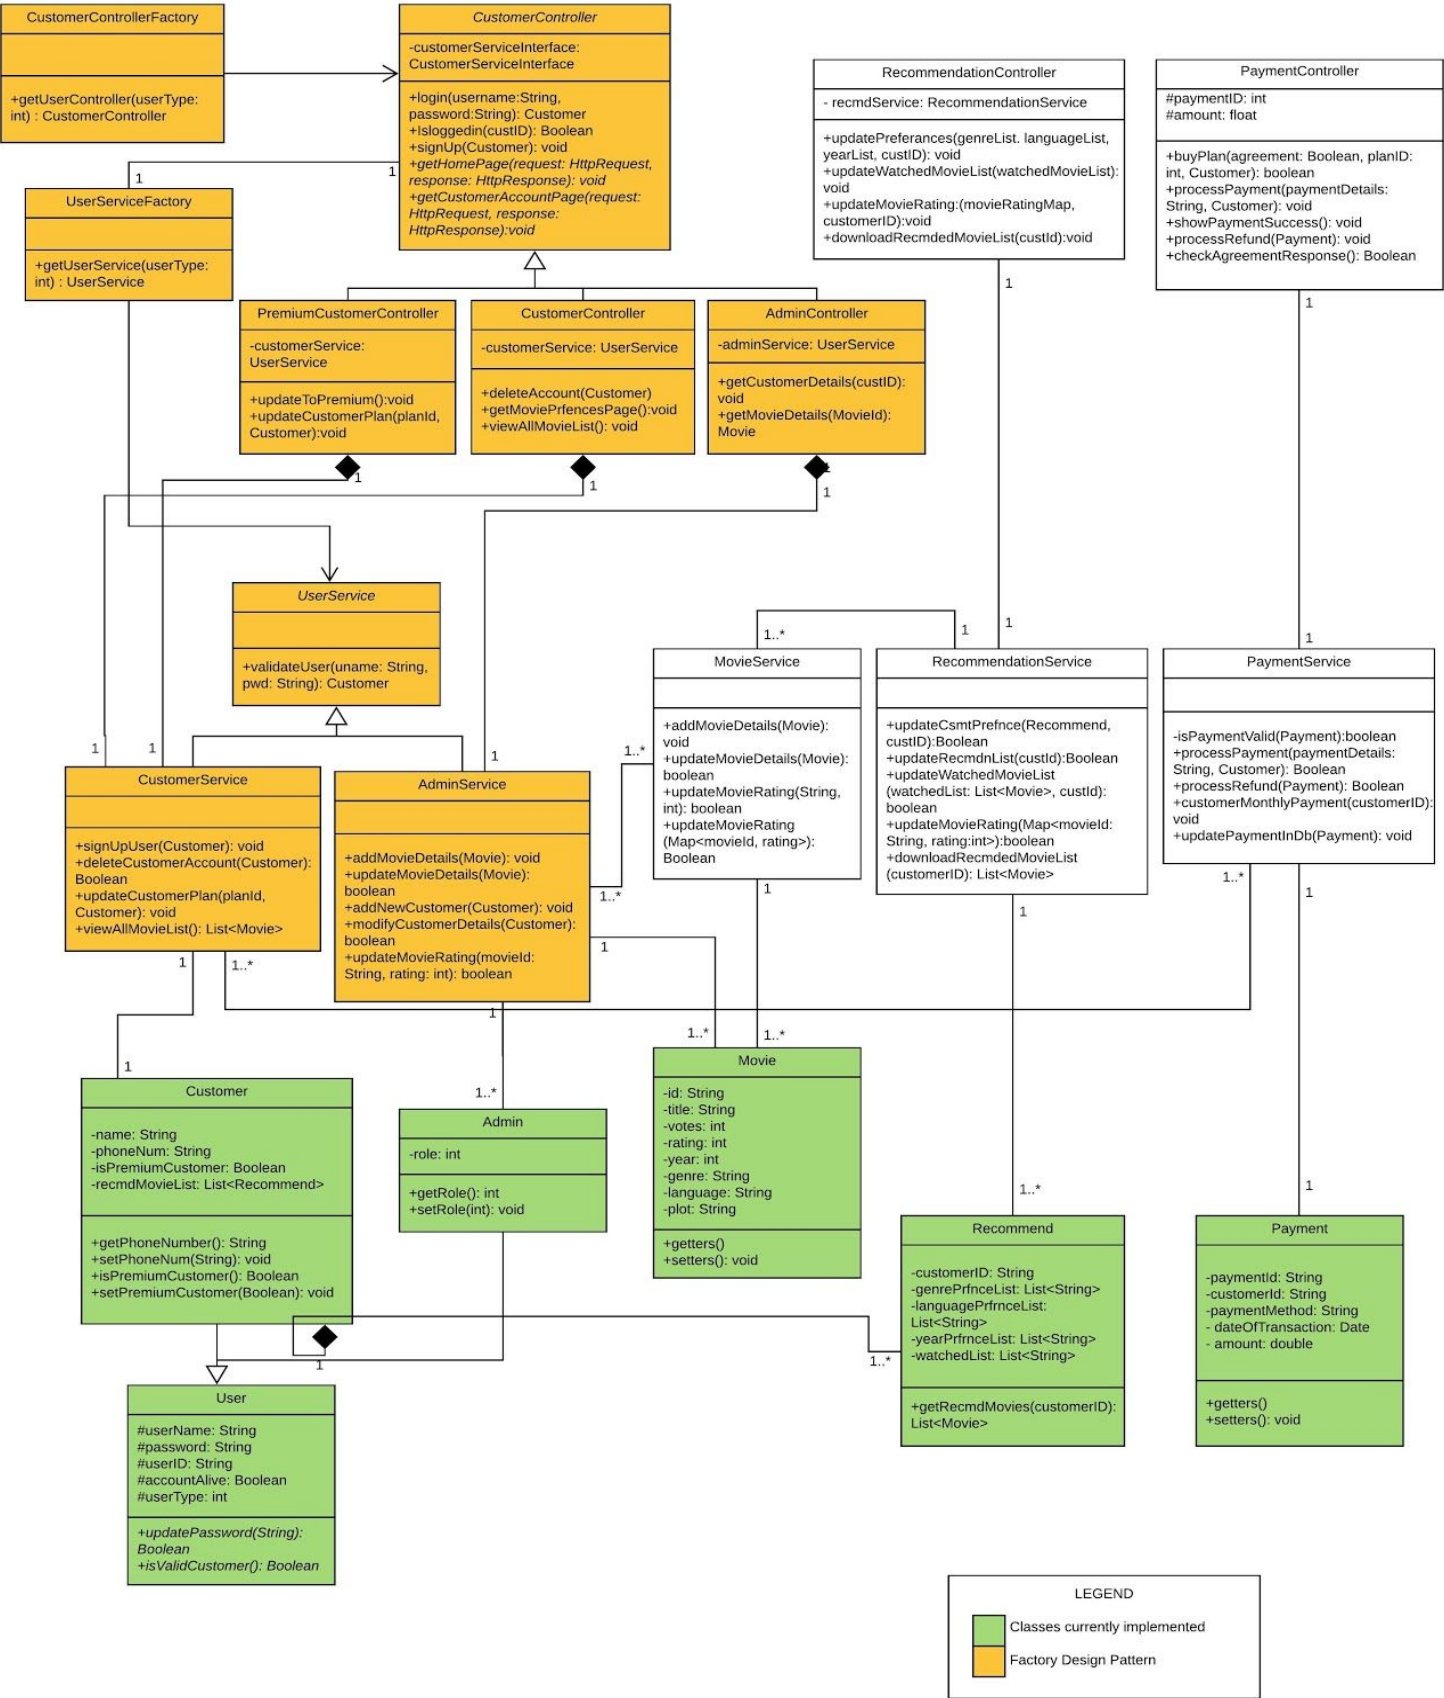 CustomerControllerFactory
+getUserController(userType:
int) : CustomerController
CustomerController
-customerServiceInterface:
CustomerServiceInterface
+login(username:String,
password:String): Customer
+Isloggedin(custID): Boolean
+signUp(Customer): void
+getHomePage(request: HttpRequest,
response: HttpResponse): void
+getCustomerAccountPage(request:
HttpRequest, response:
HttpResponse):void
RecommendationController
- recmdService: RecommendationService
+updatePreferances(genreList. languageList,
yearList, custID): void
+updateWatchedMovieList(watchedMovieList):
void
+updateMovieRating:(movieRatingMap,
customerID):void
+downloadRecmdedMovieList(custId):void
PaymentController
#paymentID: int
#amount: float
+buyPlan(agreement: Boolean, planID:
int, Customer): boolean
+processPayment(paymentDetails:
String, Customer): void
+showPaymentSuccess(): void
+processRefund(Payment): void
+checkAgreementResponse(): Boolean
1
1
UserServiceFactory
+getUserService(userType:
int) : UserService
1
1
PremiumCustomerController
-customerService:
UserService
+updateToPremium():void
+updateCustomerPlan(planId,
Customer):void
CustomerController
-customerService: UserService
+deleteAccount(Customer)
+getMoviePrfencesPage():void
+viewAllMovieList(): void
AdminController
-adminService: UserService
+getCustomerDetails(custID):
void
+getMovieDetails(MovieId):
Movie
1
1
1
UserService
+validateUser(uname: String,
pwd: String): Customer
1..*
1
1
1
MovieService
+addMovieDetails(Movie):
void
+updateMovieDetails(Movie):
boolean
+updateMovieRating(String,
int): boolean
+updateMovieRating
(Map<movieId, rating>):
Boolean
RecommendationService
+updateCsmtPrefnce(Recommend,
custID):Boolean
+updateRecmdnList(custId):Boolean
+updateWatchedMovieList
(watchedList: List<Movie>, custId):
boolean
+updateMovieRating(Map<movieId:
String, rating:int>):boolean
+downloadRecmdedMovieList
(customerID): List<Movie>
PaymentService
-isPaymentValid(Payment):boolean
+processPayment(paymentDetails:
String, Customer): Boolean
+processRefund(Payment): Boolean
+customerMonthlyPayment(customerID):
void
+updatePaymentInDb(Payment): void
1
1
1
1..*
CustomerService
+signUpUser(Customer): void
+deleteCustomerAccount(Customer):
Boolean
+updateCustomerPlan(planId,
Customer): void
+viewAllMovieList(): List<Movie>
AdminService
+addMovieDetails(Movie): void
+updateMovieDetails(Movie):
boolean
+addNewCustomer(Customer): void
+modifyCustomerDetails(Customer):
boolean
+updateMovieRating(movieId:
String, rating: int): boolean
1..*
1
1
1
1..*
1
1
1..*
1
1..*
1..*
1
1..*
Customer
-name: String
-phoneNum: String
-isPremiumCustomer: Boolean
-recmdMovieList: List<Recommend>
+getPhoneNumber(): String
+setPhoneNum(String): void
+isPremiumCustomer(): Boolean
+setPremiumCustomer(Boolean): void
Admin
-role: int
+getRole(): int
+setRole(int): void
Movie
-id: String
-title: String
-votes: int
-rating: int
-year: int
-genre: String
-language: String
-plot: String
+getters()
+setters(): void
1..*
1
Recommend
-customerID: String
-genrePrfnceList: List<String>
-languagePrfrnceList:
List<String>
-yearPrfrnceList: List<String>
-watchedList: List<String>
+getRecmdMovies(customerID):
List<Movie>
Payment
-paymentId: String
-customerId: String
-paymentMethod: String
- dateOfTransaction: Date
- amount: double
+getters()
+setters(): void
1
1..*
User
#userName: String
#password: String
#userID: String
#accountAlive: Boolean
#userType: int
+updatePassword(String):
Boolean
+isValidCustomer(): Boolean
LEGEND
Classes currently implemented
Factory Design Pattern